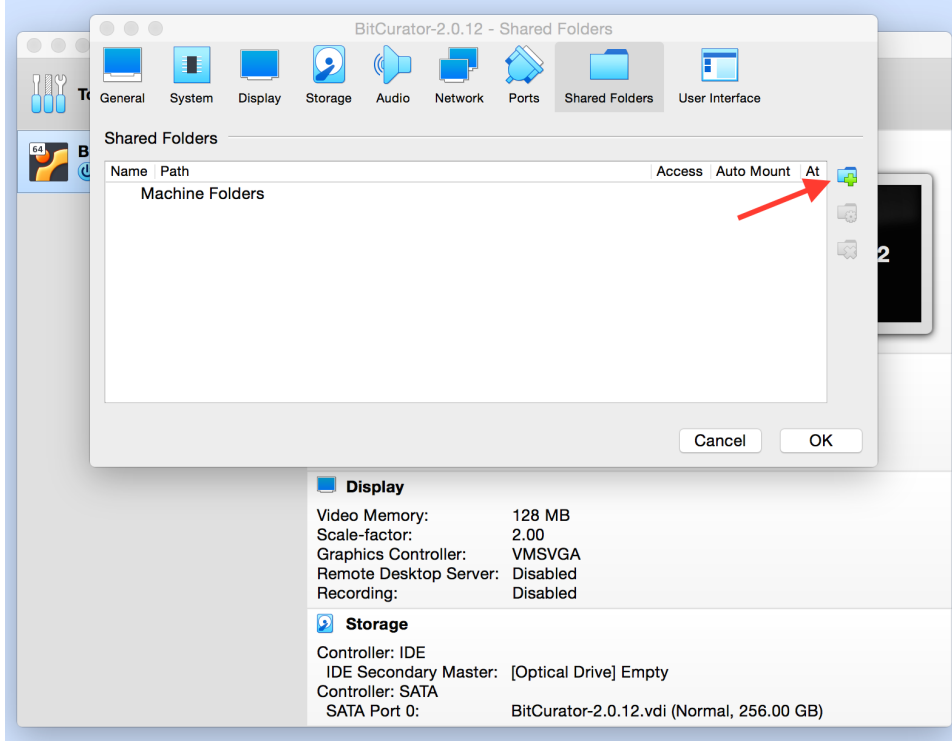 BitCurator-2.0.12 - Shared Folders
General System Display Storage Audio Network Ports Shared Folders User Interface
Shared Folders
Name Path Access Auto Mount At
Machine Folders
Cancel OK
64
2
Display
Video Memory: 128 MB
Scale-factor: 2.00
Graphics Controller: VMSVGA
Remote Desktop Server: Disabled
Recording: Disabled
Storage
Controller: IDE
IDE Secondary Master: [Optical Drive] Empty
Controller: SATA
SATA Port 0: BitCurator-2.0.12.vdi (Normal, 256.00 GB)